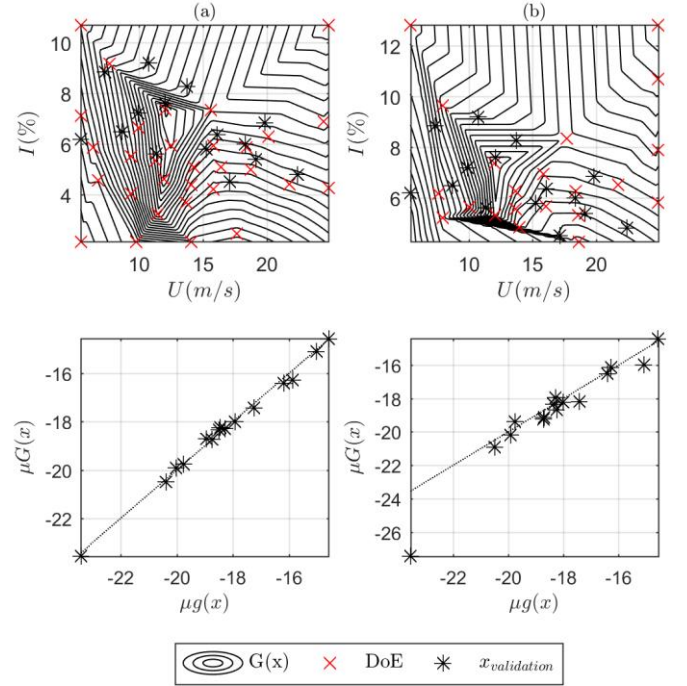 (a) (b)
10
8
6
4
I(%)
10 15 20
U(m/s)
12
10
8
6
I(%)
10 15 20
U(m/s)
-16
-18
-20
-22
μG(x)
-22 -20 -18 -16
μg(x)
-16
-18
-20
-22
-24
-26
μG(x)
-22 -20 -18 -16
μg(x)
G(x) DoE x_validation